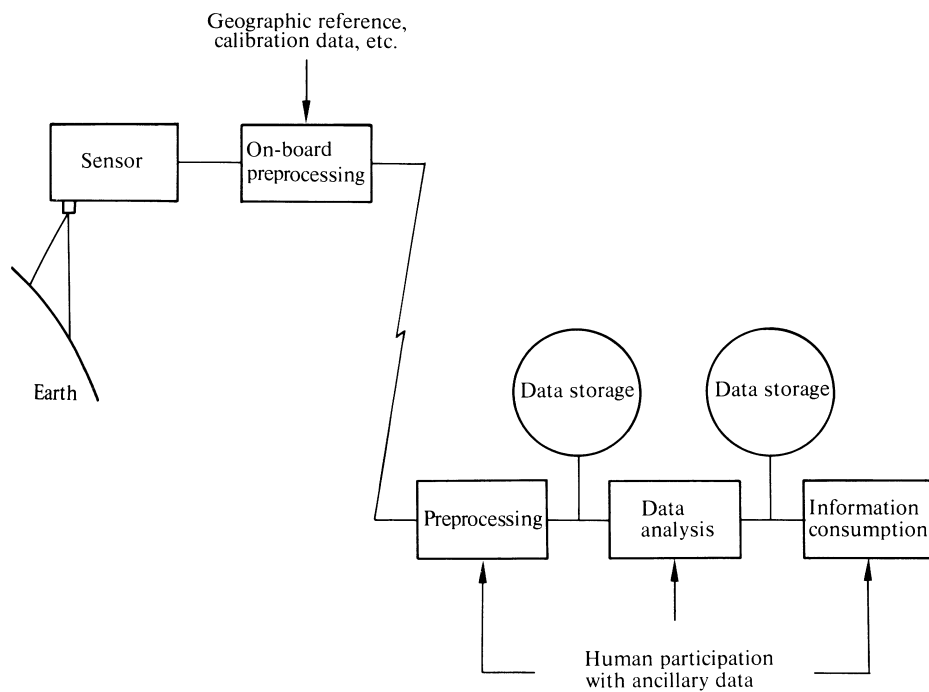 Geographic reference,
calibration data, etc.
Sensor
On-board
preprocessing
Earth
Data storage
Data storage
Preprocessing
Data
analysis
Information
consumption
Human participation
with ancillary data